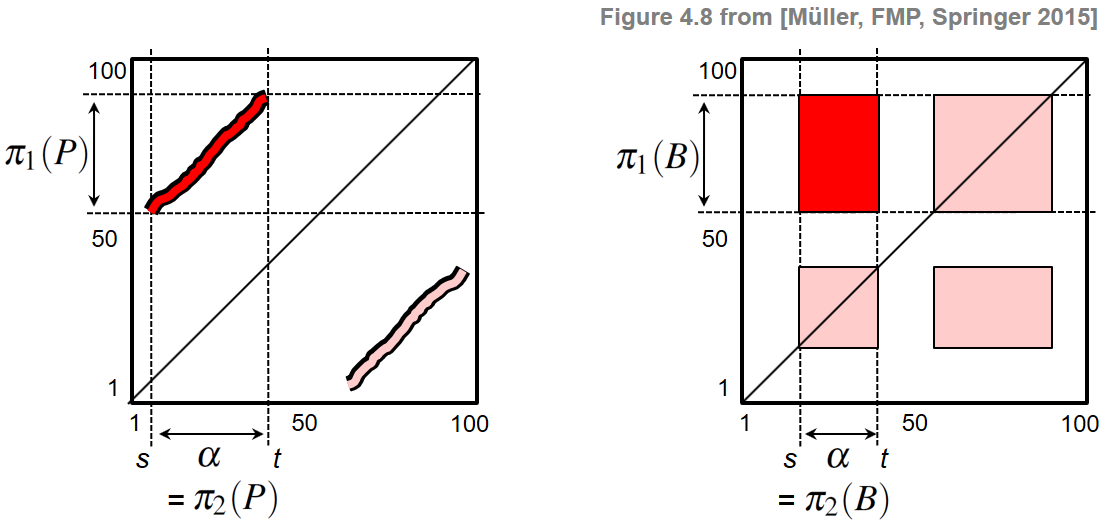 Figure 4.8 from [Müller, FMP, Springer 2015]
100
π₁(P)
50
1
1 50 100
s α t
= π₂(P)
100
π₁(B)
50
1
1 50 100
s α t
= π₂(B)